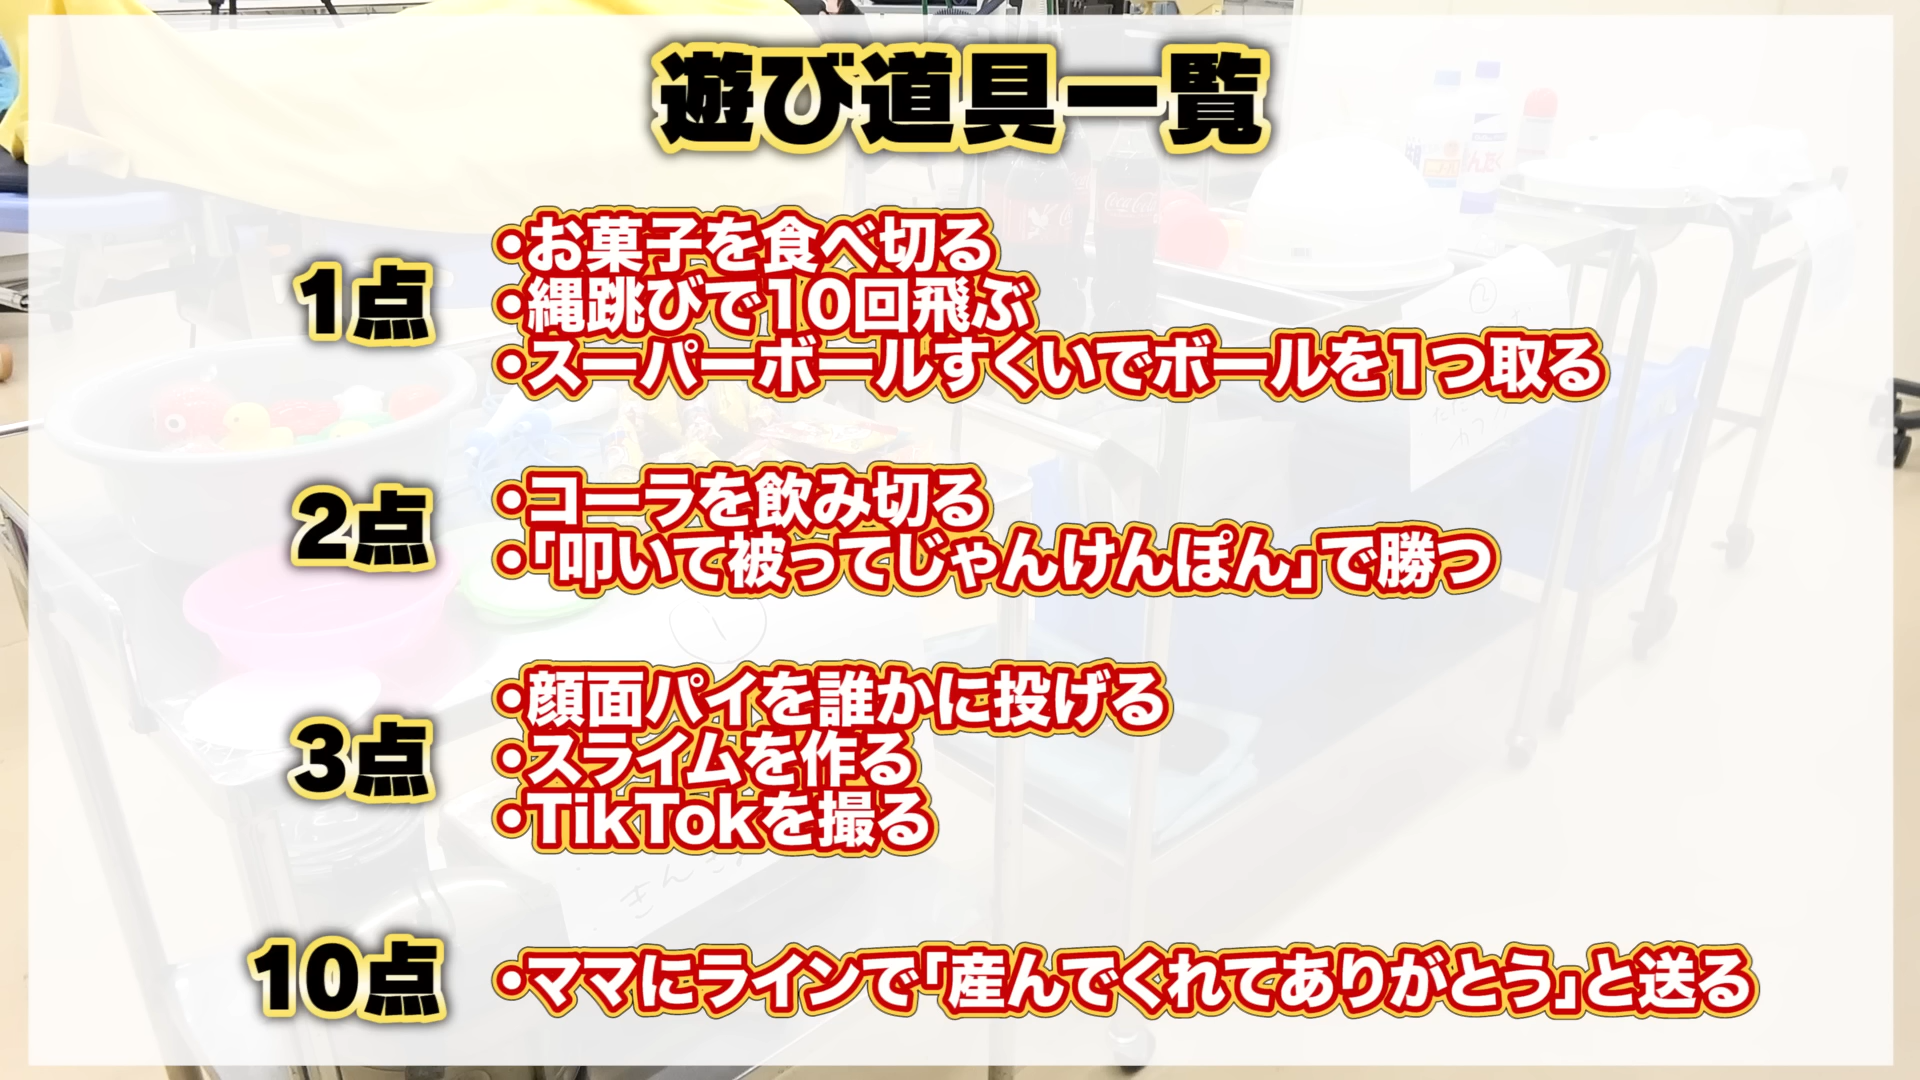 遊び道具一覧
1点
・お菓子を食べ切る
・縄跳びで10回飛ぶ
・スーパーボールすくいでボールを1つ取る
2点
・コーラを飲み切る
・「叩いて被ってじゃんけんぽん」で勝つ
3点
・顔面パイを誰かに投げる
・スライムを作る
・TikTokを撮る
10点
・ママにラインで「産んでくれてありがとう」と送る